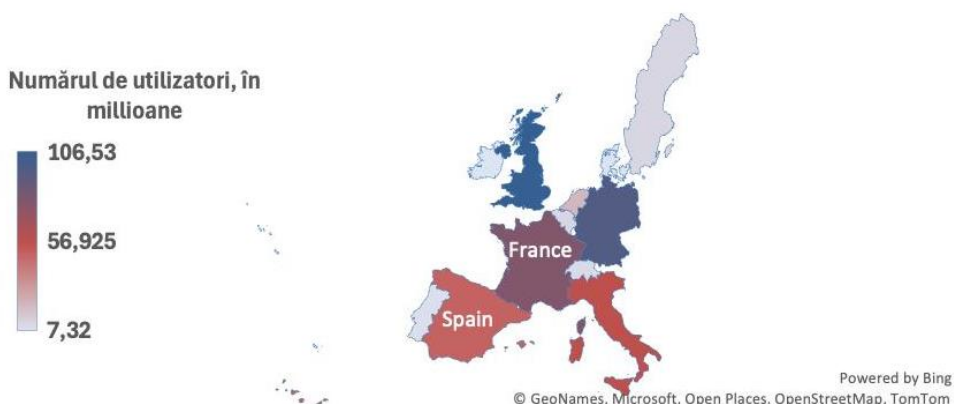 Numărul de utilizatori, în
millioane
106,53
56,925
7,32
France
Spain
Powered by Bing
© GeoNames, Microsoft, Open Places, OpenStreetMap, TomTom